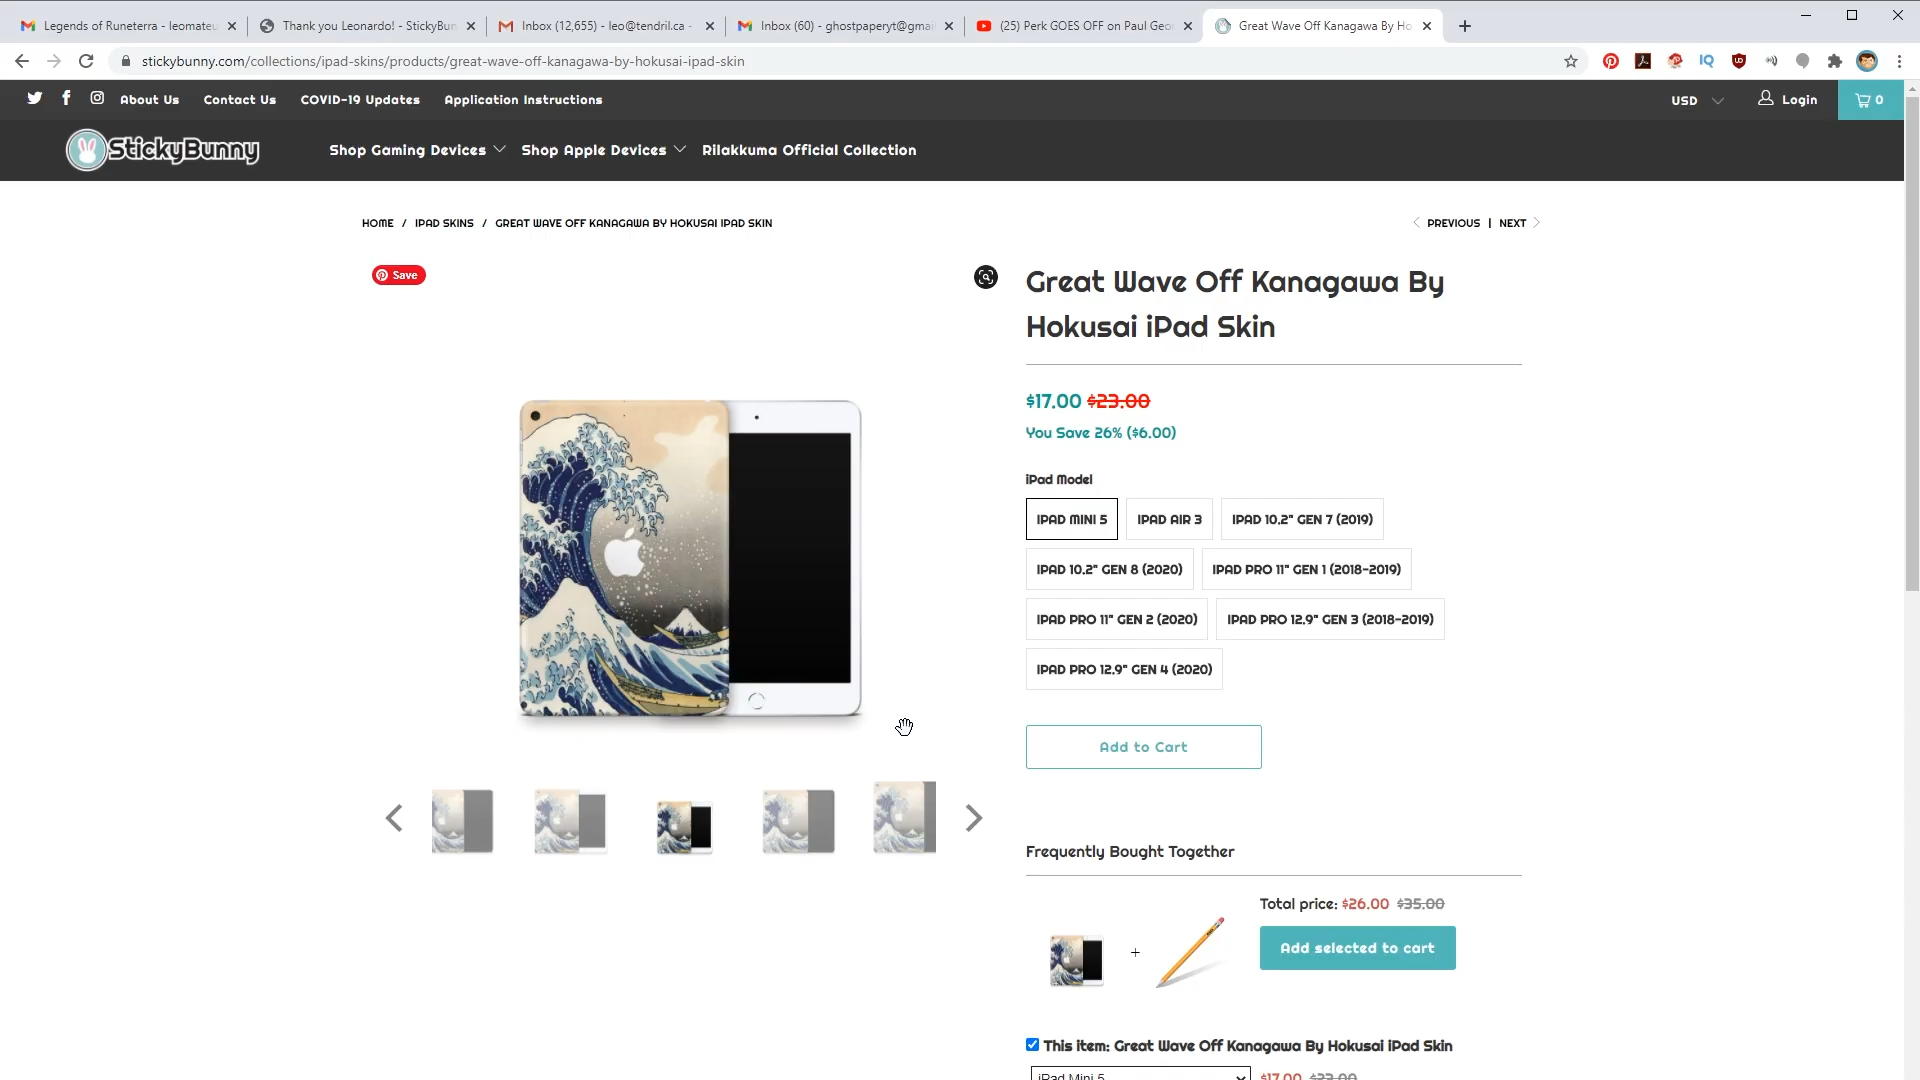 Legends of Runeterra - leomateu
Thank you Leonardo! - StickyBun
Inbox (12,655) - leo@tendril.ca -
Inbox (60) - ghostpaperyt@gmai
(25) Perk GOES OFF on Paul Geor
Great Wave Off Kanagawa By Ho
stickybunny.com/collections/ipad-skins/products/great-wave-off-kanagawa-by-hokusai-ipad-skin
IQ
About Us
Contact Us
COVID-19 Updates
Application Instructions
USD
Login
0
StickyBunny
Shop Gaming Devices
Shop Apple Devices
Rilakkuma Official Collection
HOME / IPAD SKINS / GREAT WAVE OFF KANAGAWA BY HOKUSAI IPAD SKIN
PREVIOUS | NEXT
Save
Great Wave Off Kanagawa By
Hokusai iPad Skin
$17.00 $23.00
You Save 26% ($6.00)
iPad Model
IPAD MINI 5
IPAD AIR 3
IPAD 10.2" GEN 7 (2019)
IPAD 10.2" GEN 8 (2020)
IPAD PRO 11" GEN 1 (2018-2019)
IPAD PRO 11" GEN 2 (2020)
IPAD PRO 12.9" GEN 3 (2018-2019)
IPAD PRO 12.9" GEN 4 (2020)
Add to Cart
Frequently Bought Together
Total price: $26.00 $35.00
+
Add selected to cart
This item: Great Wave Off Kanagawa By Hokusai iPad Skin
iPad Mini 5
$17.00 $23.00